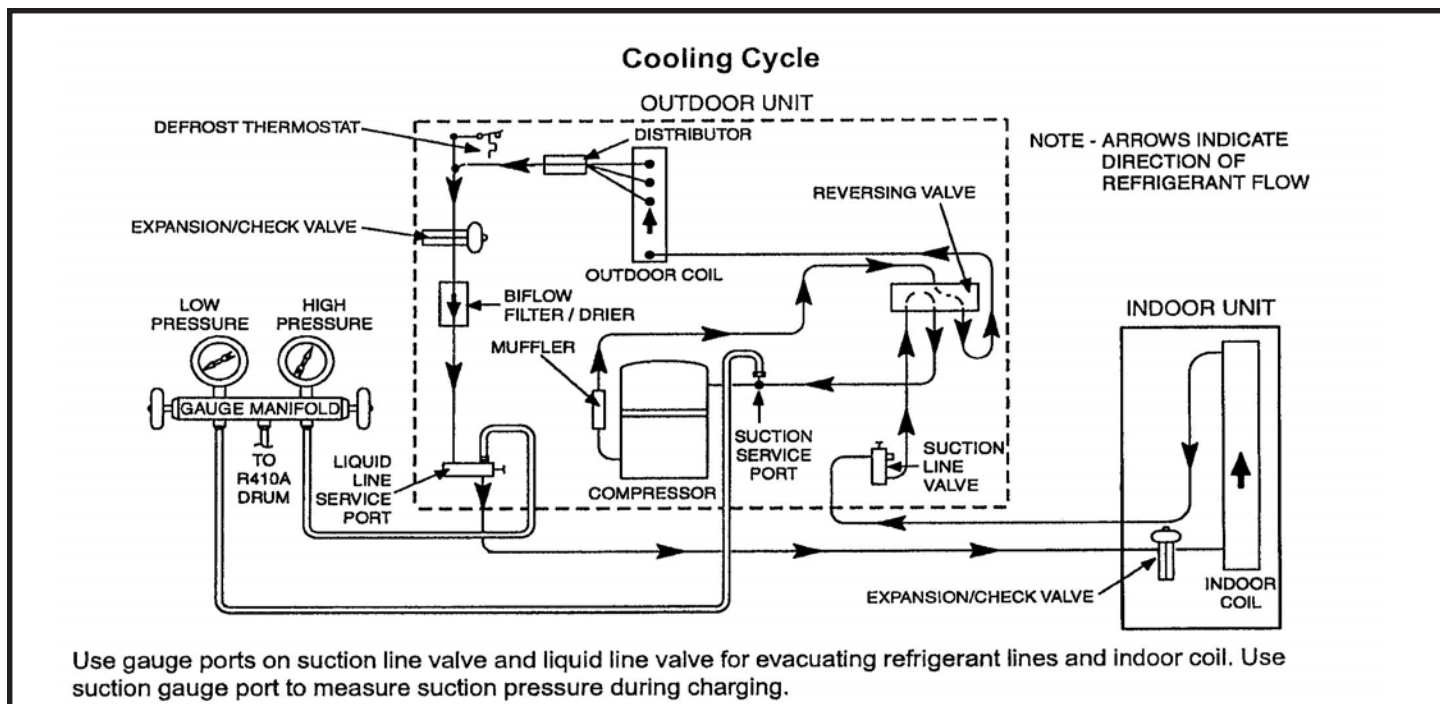 Cooling Cycle
OUTDOOR UNIT
DEFROST THERMOSTAT
DISTRIBUTOR
NOTE - ARROWS INDICATE
DIRECTION OF
REFRIGERANT FLOW
REVERSING VALVE
EXPANSION/CHECK VALVE
OUTDOOR COIL
LOW
PRESSURE
HIGH
PRESSURE
BIFLOW
FILTER / DRIER
INDOOR UNIT
MUFFLER
GAUGE MANIFOLD
TO
R410A
DRUM
LIQUID
LINE
SERVICE
PORT
COMPRESSOR
SUCTION
SERVICE
PORT
SUCTION
LINE
VALVE
EXPANSION/CHECK VALVE
INDOOR
COIL
Use gauge ports on suction line valve and liquid line valve for evacuating refrigerant lines and indoor coil. Use
suction gauge port to measure suction pressure during charging.